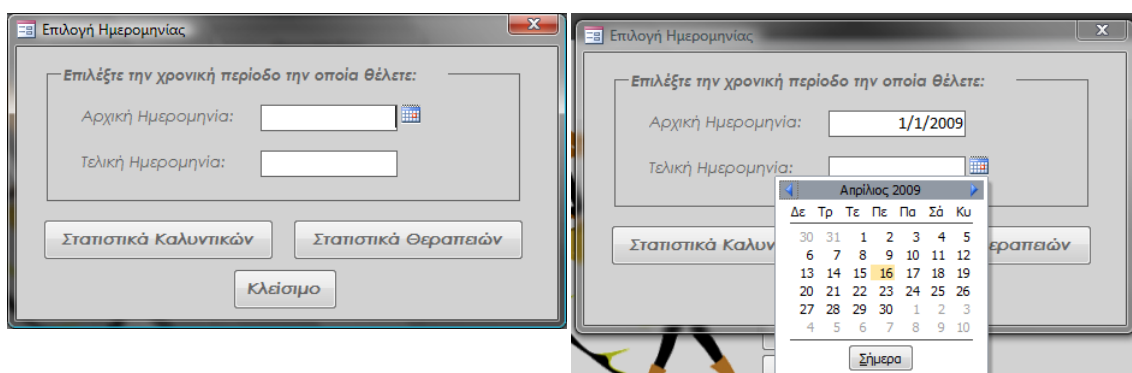 Επιλογή Ημερομηνίας
Επιλέξτε την χρονική περίοδο την οποία θέλετε:
Αρχική Ημερομηνία:
Τελική Ημερομηνία:
Στατιστικά Καλυντικών
Στατιστικά Θεραπειών
Κλείσιμο
Επιλογή Ημερομηνίας
Επιλέξτε την χρονική περίοδο την οποία θέλετε:
Αρχική Ημερομηνία: 1/1/2009
Τελική Ημερομηνία:
Απρίλιος 2009
Δε Τρ Τε Πε Πα Σά Κυ
30 31 1 2 3 4 5
6 7 8 9 10 11 12
13 14 15 16 17 18 19
20 21 22 23 24 25 26
27 28 29 30 1 2 3
4 5 6 7 8 9 10
Στατιστικά Καλυν
εραπειών
Σήμερα